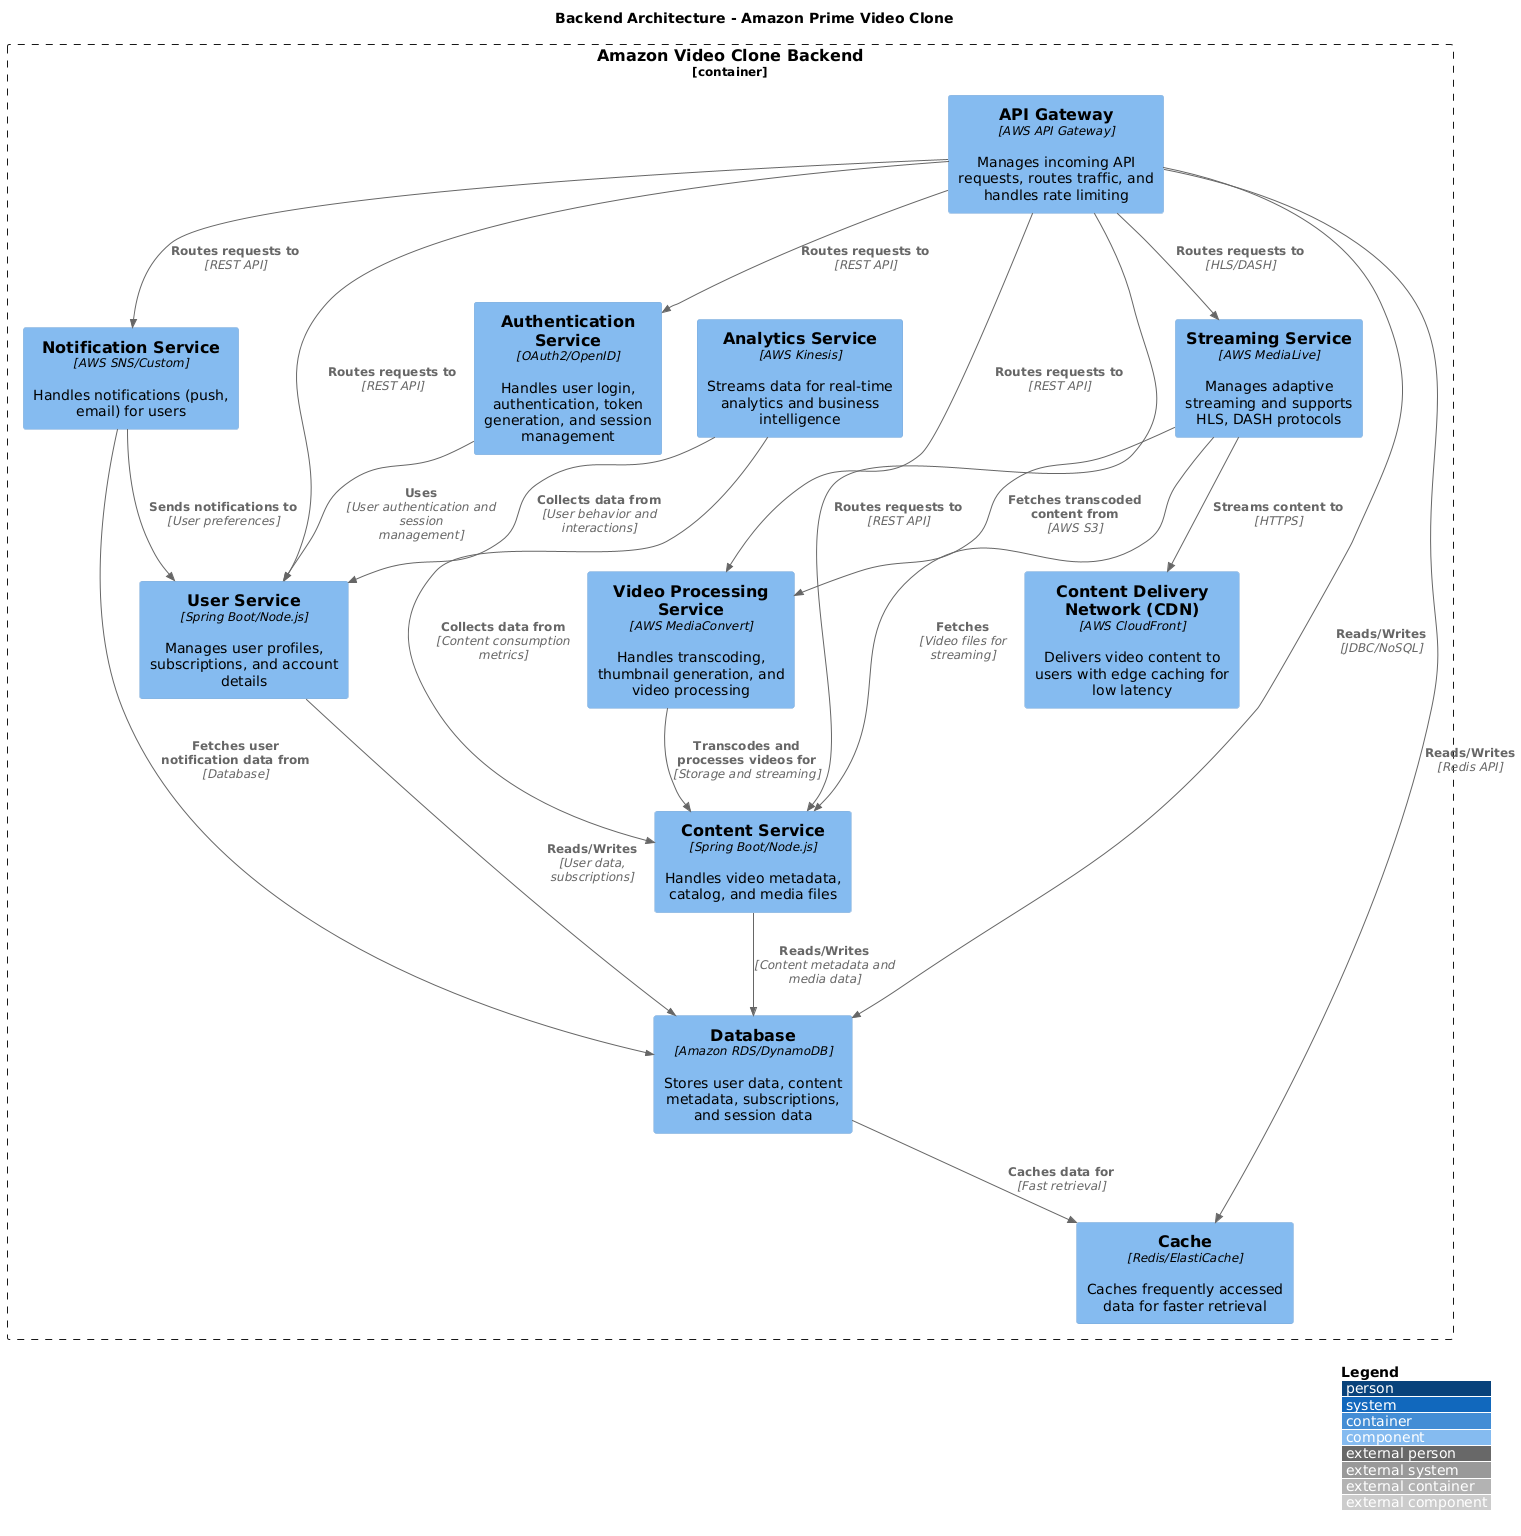 Backend Architecture - Amazon Prime Video Clone
Amazon Video Clone Backend
[container]
API Gateway
[AWS API Gateway]
Manages incoming API
requests, routes traffic, and
handles rate limiting
Routes requests to
[REST API]
Routes requests to
[REST API]
Routes requests to
[HLS/DASH]
Notification Service
[AWS SNS/Custom]
Handles notifications (push,
email) for users
Routes requests to
[REST API]
Authentication
Service
[OAuth2/OpenID]
Handles user login,
authentication, token
generation, and session
management
Analytics Service
[AWS Kinesis]
Streams data for real-time
analytics and business
intelligence
Routes requests to
[REST API]
Streaming Service
[AWS MediaLive]
Manages adaptive
streaming and supports
HLS, DASH protocols
Sends notifications to
[User preferences]
Uses
[User authentication and
session
management]
Collects data from
[User behavior and
interactions]
Routes requests to
[REST API]
Fetches transcoded
content from
[AWS S3]
Streams content to
[HTTPS]
User Service
[Spring Boot/Node.js]
Manages user profiles,
subscriptions, and account
details
Collects data from
[Content consumption
metrics]
Video Processing
Service
[AWS MediaConvert]
Handles transcoding,
thumbnail generation, and
video processing
Fetches
[Video files for
streaming]
Content Delivery
Network (CDN)
[AWS CloudFront]
Delivers video content to
users with edge caching for
low latency
Reads/Writes
[JDBC/NoSQL]
Fetches user
notification data from
[Database]
Transcodes and
processes videos for
[Storage and streaming]
Reads/Writes
[Redis API]
Reads/Writes
[User data,
subscriptions]
Content Service
[Spring Boot/Node.js]
Handles video metadata,
catalog, and media files
Reads/Writes
[Content metadata and
media data]
Database
[Amazon RDS/DynamoDB]
Stores user data, content
metadata, subscriptions,
and session data
Caches data for
[Fast retrieval]
Cache
[Redis/ElastiCache]
Caches frequently accessed
data for faster retrieval
Legend
person
system
container
component
external person
external system
external container
external component